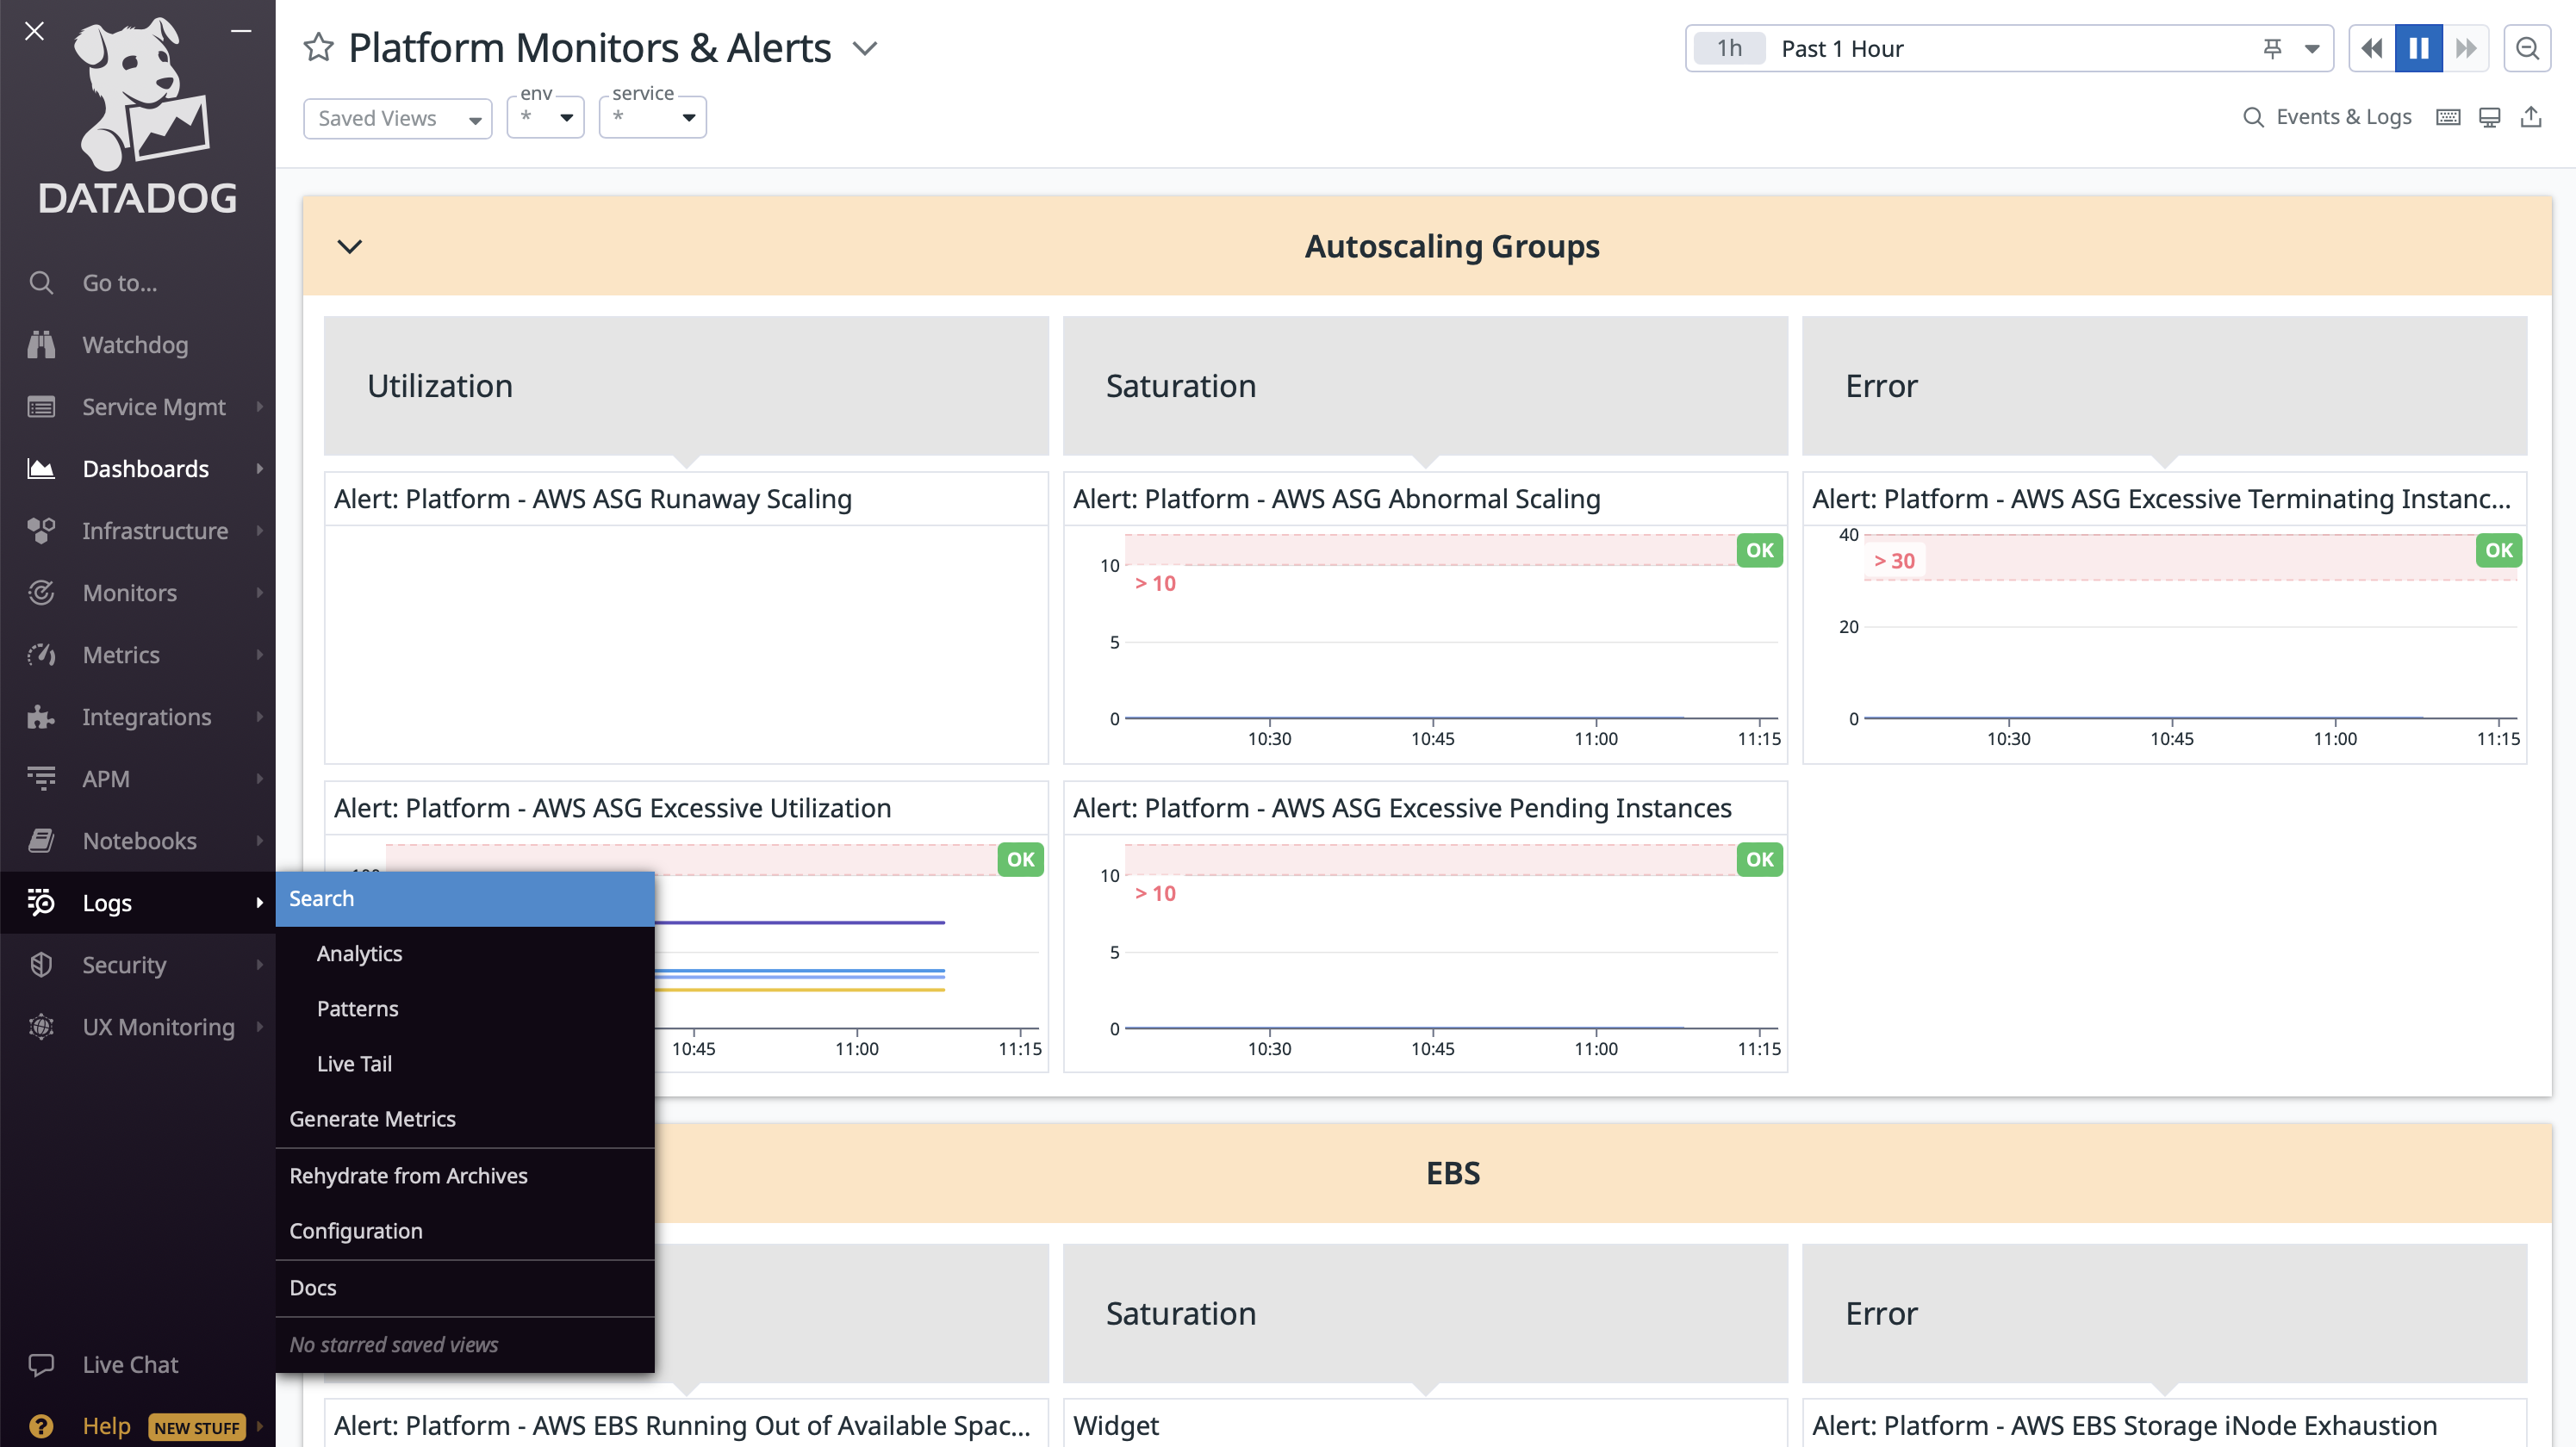 DATADOG
Go to...
Watchdog
Service Mgmt
Dashboards
Infrastructure
Monitors
Metrics
Integrations
APM
Notebooks
Logs
Security
UX Monitoring
Live Chat
Help NEW STUFF
Search
Analytics
Patterns
Live Tail
Generate Metrics
Rehydrate from Archives
Configuration
Docs
No starred saved views
Platform Monitors & Alerts
1h Past 1 Hour
Saved Views
env
*
service
*
Events & Logs
Autoscaling Groups
Utilization
Saturation
Error
Alert: Platform - AWS ASG Runaway Scaling
Alert: Platform - AWS ASG Abnormal Scaling
OK
10
> 10
5
0
10:30 10:45 11:00 11:15
Alert: Platform - AWS ASG Excessive Terminating Instanc...
40
OK
> 30
20
0
10:30 10:45 11:00 11:15
Alert: Platform - AWS ASG Excessive Utilization
OK
10:45 11:00 11:15
Alert: Platform - AWS ASG Excessive Pending Instances
OK
10
> 10
5
0
10:30 10:45 11:00 11:15
EBS
Saturation
Error
Alert: Platform - AWS EBS Running Out of Available Spac...
Widget
Alert: Platform - AWS EBS Storage iNode Exhaustion